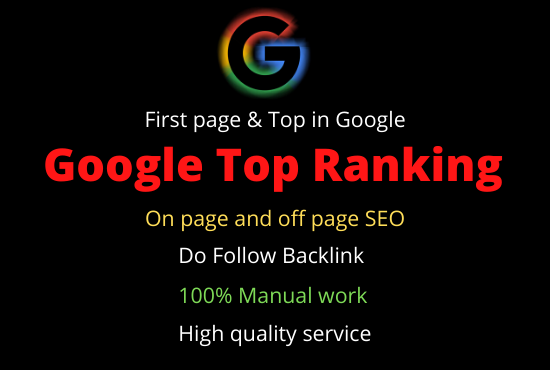 First page & Top in Google
Google Top Ranking
On page and off page SEO
Do Follow Backlink
100% Manual work
High quality service